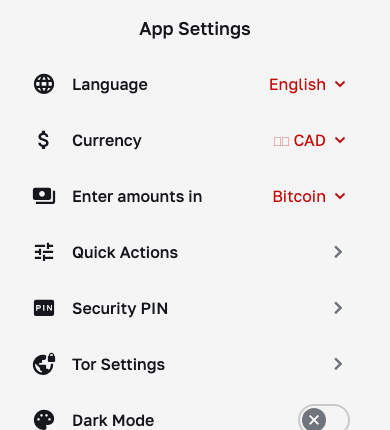 App Settings
Language English
Currency CAD
Enter amounts in Bitcoin
Quick Actions
PIN Security PIN
Tor Settings
Dark Mode